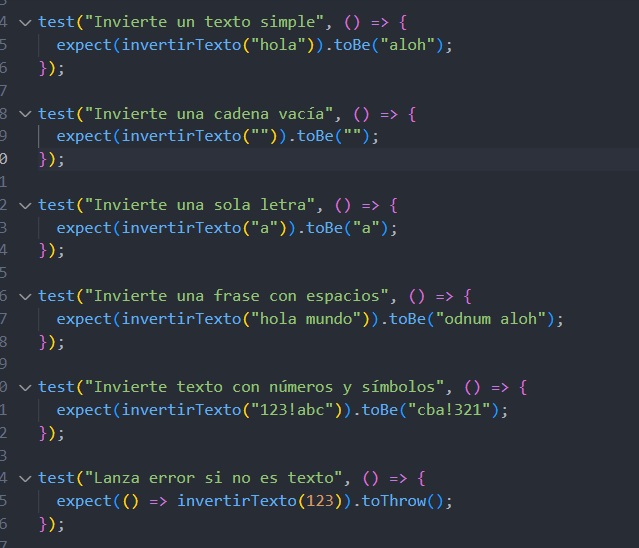 4 test("Invierte un texto simple", () => {
5 expect(invertirTexto("hola")).toBe("aloh");
6 });
7
8 test("Invierte una cadena vacía", () => {
9 expect(invertirTexto("")).toBe("");
0 });
1
2 test("Invierte una sola letra", () => {
3 expect(invertirTexto("a")).toBe("a");
4 });
5
6 test("Invierte una frase con espacios", () => {
7 expect(invertirTexto("hola mundo")).toBe("odnum aloh");
8 });
9
0 test("Invierte texto con números y símbolos", () => {
1 expect(invertirTexto("123!abc")).toBe("cba!321");
2 });
3
4 test("Lanza error si no es texto", () => {
5 expect(() => invertirTexto(123)).toThrow();
6 });